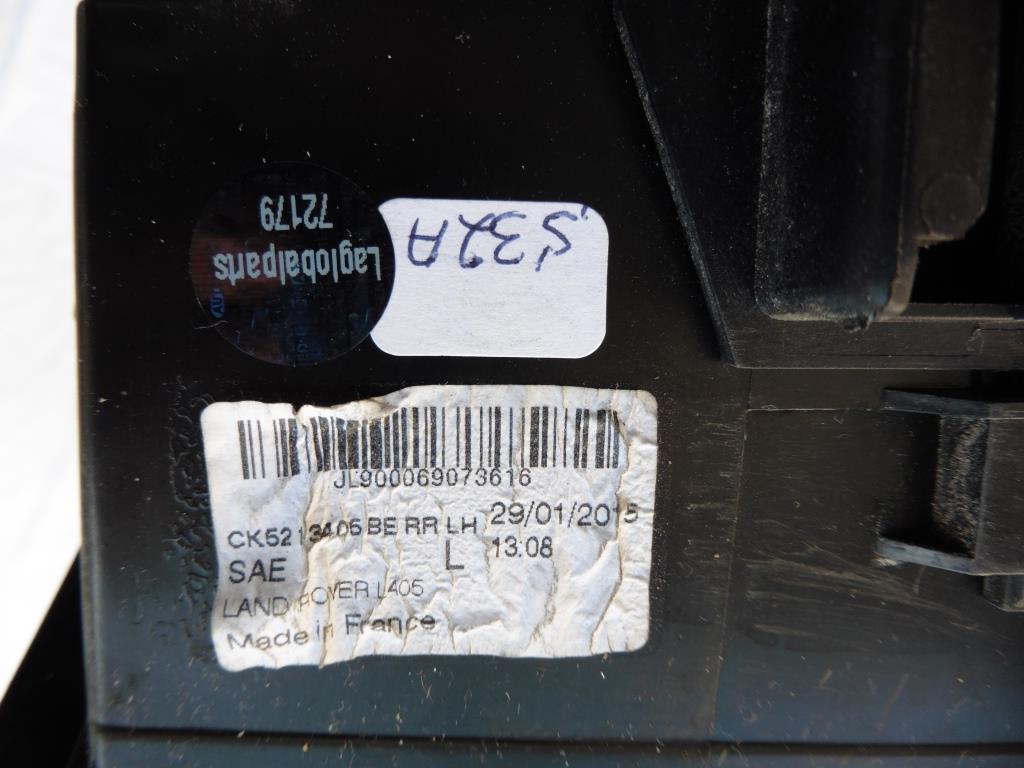 Laglobalparts
72179
S32A
JL900069073616
CK52 13405 BE RR LH 29/01/2015
SAE L 13:08
LAND ROVER L405
Made in France